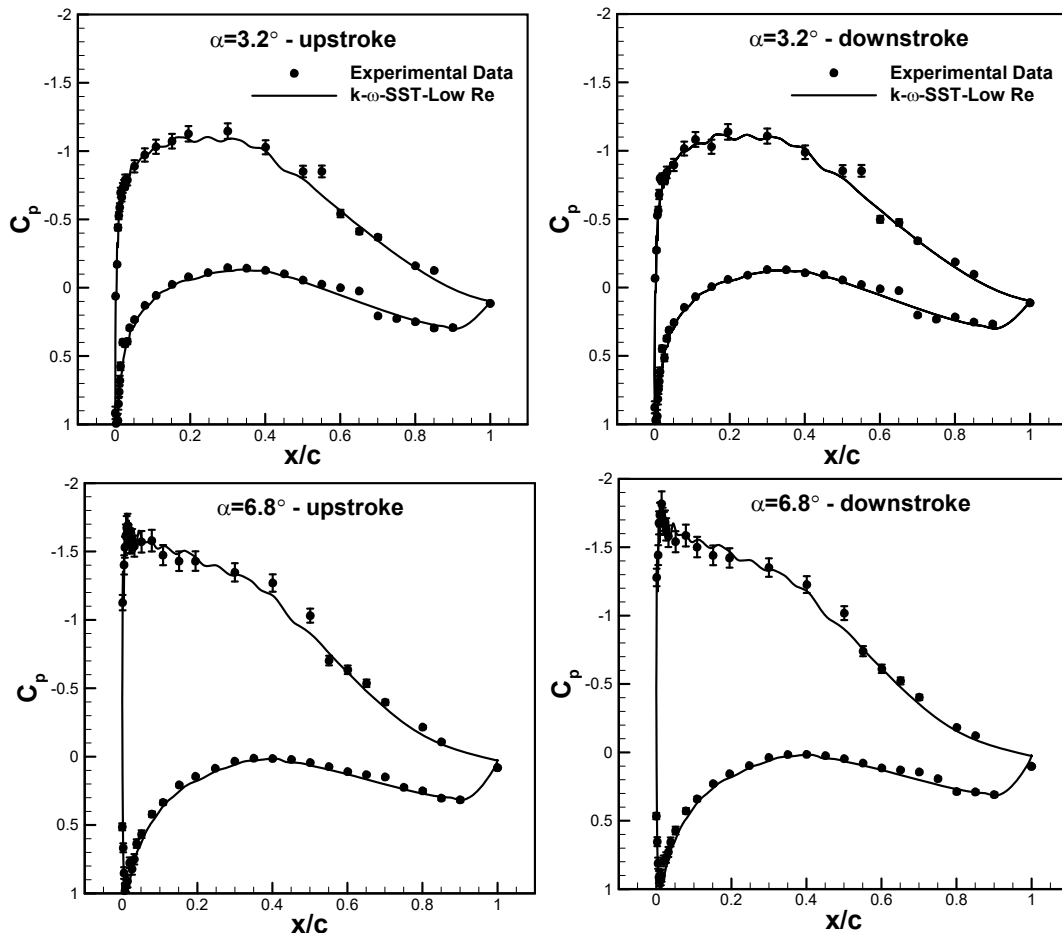 α=3.2° - upstroke
Experimental Data
k-ω-SST-Low Re
-2
-1.5
-1
-0.5
0
0.5
1
Cp
0 0.2 0.4 0.6 0.8 1
x/c
α=3.2° - downstroke
Experimental Data
k-ω-SST-Low Re
-2
-1.5
-1
-0.5
0
0.5
1
Cp
0 0.2 0.4 0.6 0.8 1
x/c
α=6.8° - upstroke
-2
-1.5
-1
-0.5
0
0.5
1
Cp
0 0.2 0.4 0.6 0.8 1
x/c
α=6.8° - downstroke
-2
-1.5
-1
-0.5
0
0.5
1
Cp
0 0.2 0.4 0.6 0.8 1
x/c